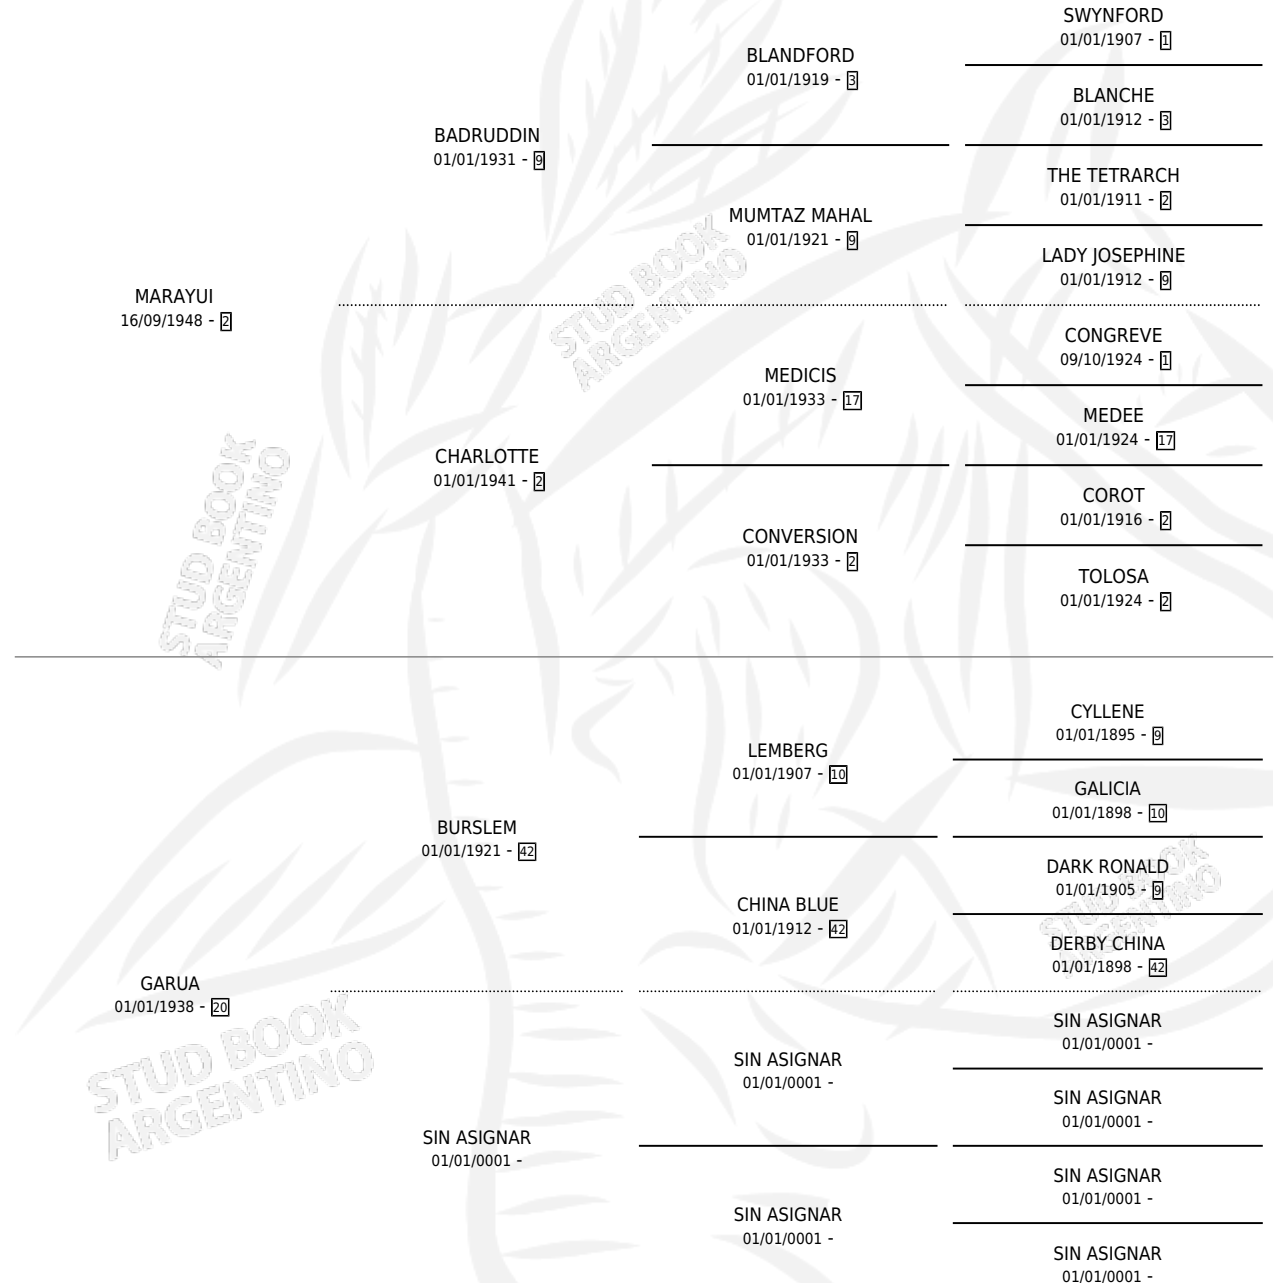 SWYNFORD
01/01/1907 - 1
BLANDFORD
01/01/1919 - 3
BLANCHE
01/01/1912 - 3
BADRUDDIN
01/01/1931 - 9
THE TETRARCH
01/01/1911 - 2
MUMTAZ MAHAL
01/01/1921 - 9
LADY JOSEPHINE
01/01/1912 - 9
MARAYUI
16/09/1948 - 2
CONGREVE
09/10/1924 - 1
MEDICIS
01/01/1933 - 17
MEDEE
01/01/1924 - 17
CHARLOTTE
01/01/1941 - 2
COROT
01/01/1916 - 2
CONVERSION
01/01/1933 - 2
TOLOSA
01/01/1924 - 2
STUD BOOK
ARGENTINO
STUD BOOK
ARGENTINO
CYLLENE
01/01/1895 - 9
LEMBERG
01/01/1907 - 10
GALICIA
01/01/1898 - 10
BURSLEM
01/01/1921 - 42
DARK RONALD
01/01/1905 - 9
CHINA BLUE
01/01/1912 - 42
DERBY CHINA
01/01/1898 - 42
GARUA
01/01/1938 - 20
SIN ASIGNAR
01/01/0001 -
SIN ASIGNAR
01/01/0001 -
SIN ASIGNAR
01/01/0001 -
SIN ASIGNAR
01/01/0001 -
SIN ASIGNAR
01/01/0001 -
SIN ASIGNAR
01/01/0001 -
SIN ASIGNAR
01/01/0001 -
STUD BOOK
ARGENTINO
STUD BOOK
ARGENTINO